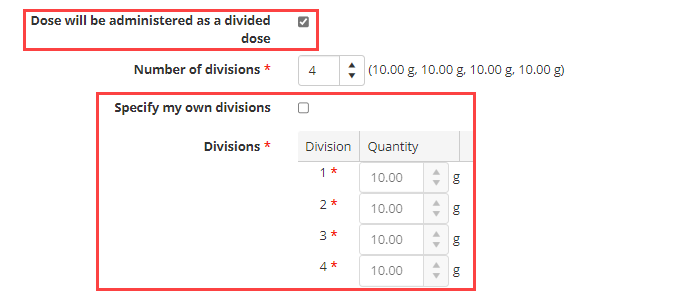 Dose will be administered as a divided
dose
Number of divisions * 4 (10.00 g, 10.00 g, 10.00 g, 10.00 g)
Specify my own divisions
Divisions * Division Quantity
1 * 10.00 g
2 * 10.00 g
3 * 10.00 g
4 * 10.00 g